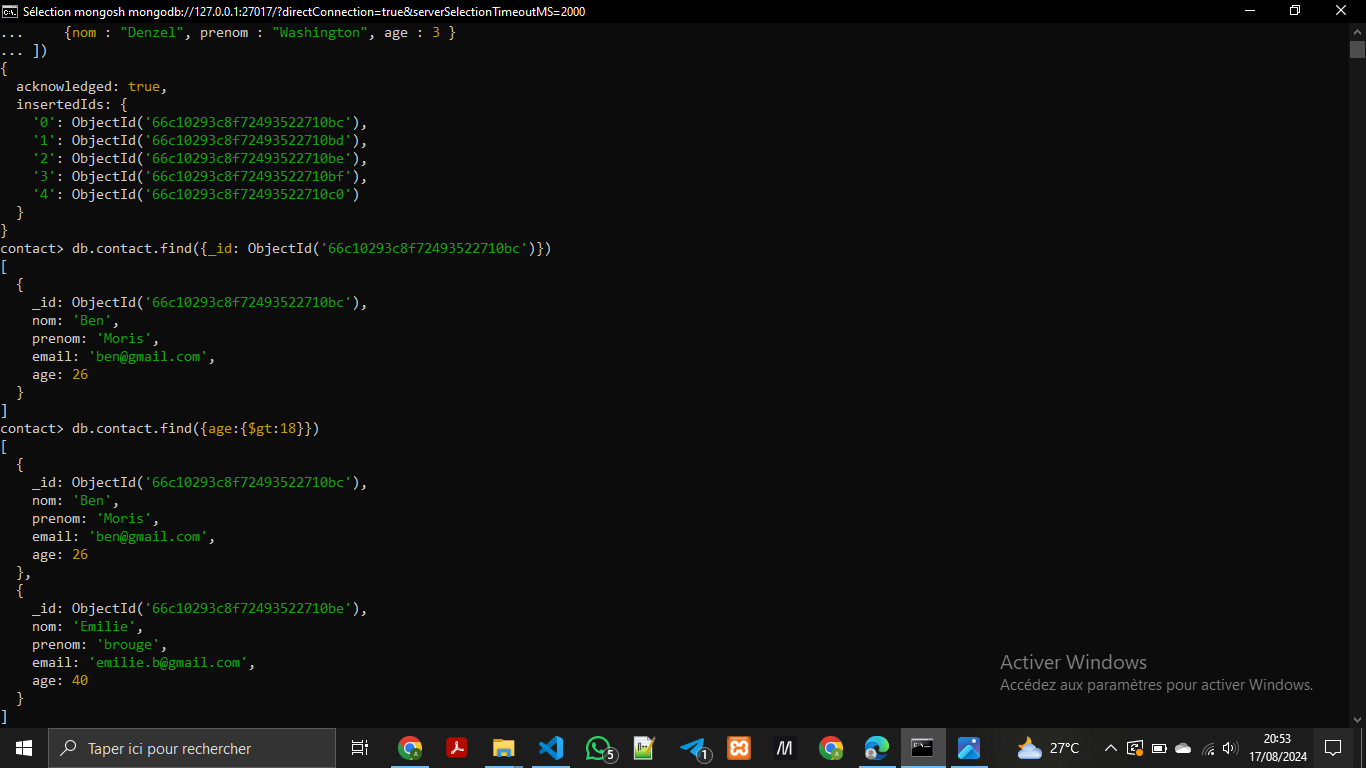 Sélection mongosh mongodb://127.0.0.1:27017/?directConnection=true&serverSelectionTimeoutMS=2000
...     {nom : "Denzel", prenom : "Washington", age : 3 }
... ])
{
  acknowledged: true,
  insertedIds: {
    '0': ObjectId('66c10293c8f72493522710bc'),
    '1': ObjectId('66c10293c8f72493522710bd'),
    '2': ObjectId('66c10293c8f72493522710be'),
    '3': ObjectId('66c10293c8f72493522710bf'),
    '4': ObjectId('66c10293c8f72493522710c0')
  }
}
contact> db.contact.find({_id: ObjectId('66c10293c8f72493522710bc')})
[
  {
    _id: ObjectId('66c10293c8f72493522710bc'),
    nom: 'Ben',
    prenom: 'Moris',
    email: 'ben@gmail.com',
    age: 26
  }
]
contact> db.contact.find({age:{$gt:18}})
[
  {
    _id: ObjectId('66c10293c8f72493522710bc'),
    nom: 'Ben',
    prenom: 'Moris',
    email: 'ben@gmail.com',
    age: 26
  },
  {
    _id: ObjectId('66c10293c8f72493522710be'),
    nom: 'Emilie',
    prenom: 'brouge',
    email: 'emilie.b@gmail.com',
    age: 40
  }
]
Activer Windows
Accédez aux paramètres pour activer Windows.
Taper ici pour rechercher
5
1
27°C
20:53
17/08/2024